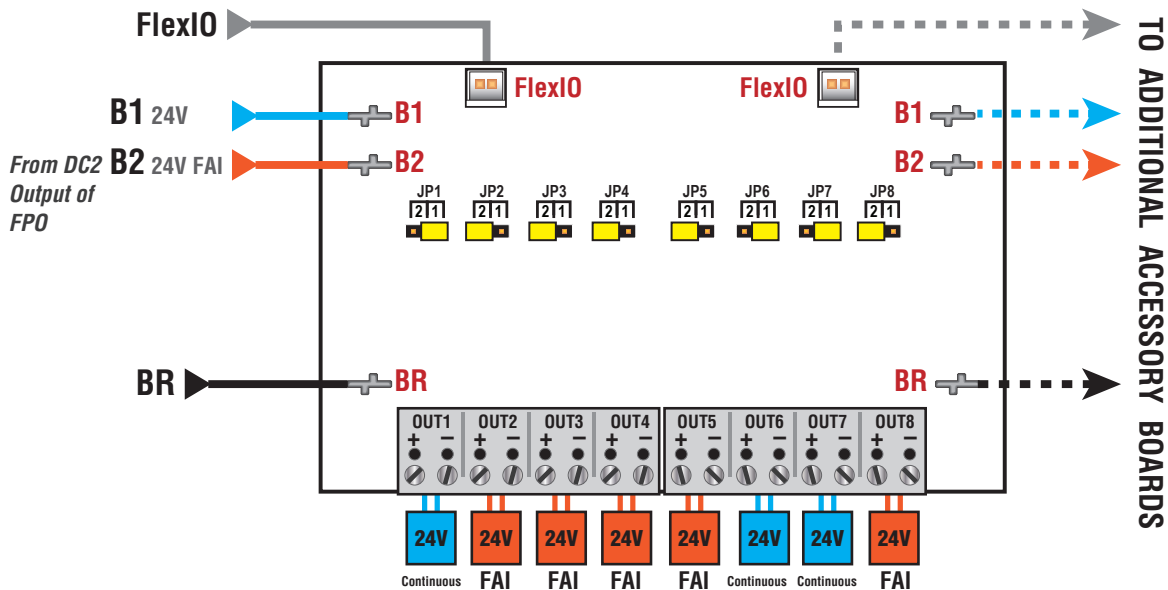 FlexIO
FlexIO
FlexIO
B1 24V
B1
B1
From DC2
Output of
FPO
B2 24V FAI
B2
B2
JP1 JP2 JP3 JP4 JP5 JP6 JP7 JP8
2 1 2 1 2 1 2 1 2 1 2 1 2 1 2 1
BR
BR
BR
OUT1 OUT2 OUT3 OUT4 OUT5 OUT6 OUT7 OUT8
+ – + – + – + – + – + – + – + –
24V 24V 24V 24V 24V 24V 24V 24V
Continuous FAI FAI FAI FAI Continuous Continuous FAI
TO ADDITIONAL ACCESSORY BOARDS